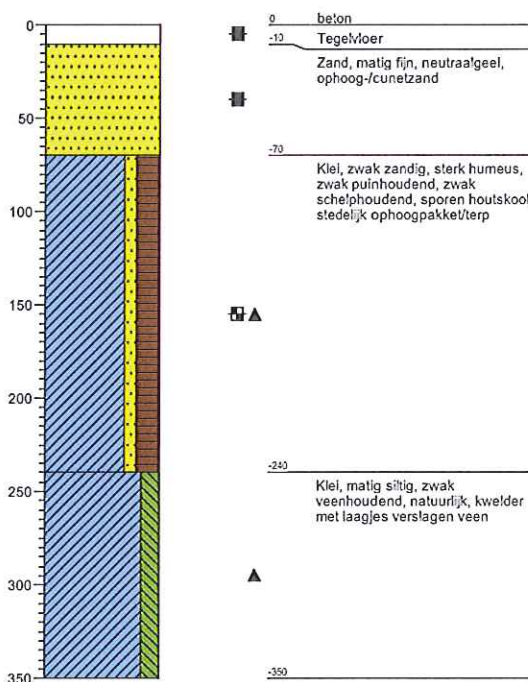 0
50
100
150
200
250
300
350
0 beton
-10 Tegelvloer
Zand, matig fijn, neutraalgeel,
ophoog-/cunetzand
-70
Klei, zwak zandig, sterk humeus,
zwak puinhoudend, zwak
schelphoudend, sporen houtskool
stedelijk ophoogpakket/terp
-240
Klei, matig siltig, zwak
veenhoudend, natuurlijk, kwelder
met laagjes verslagen veen
-350